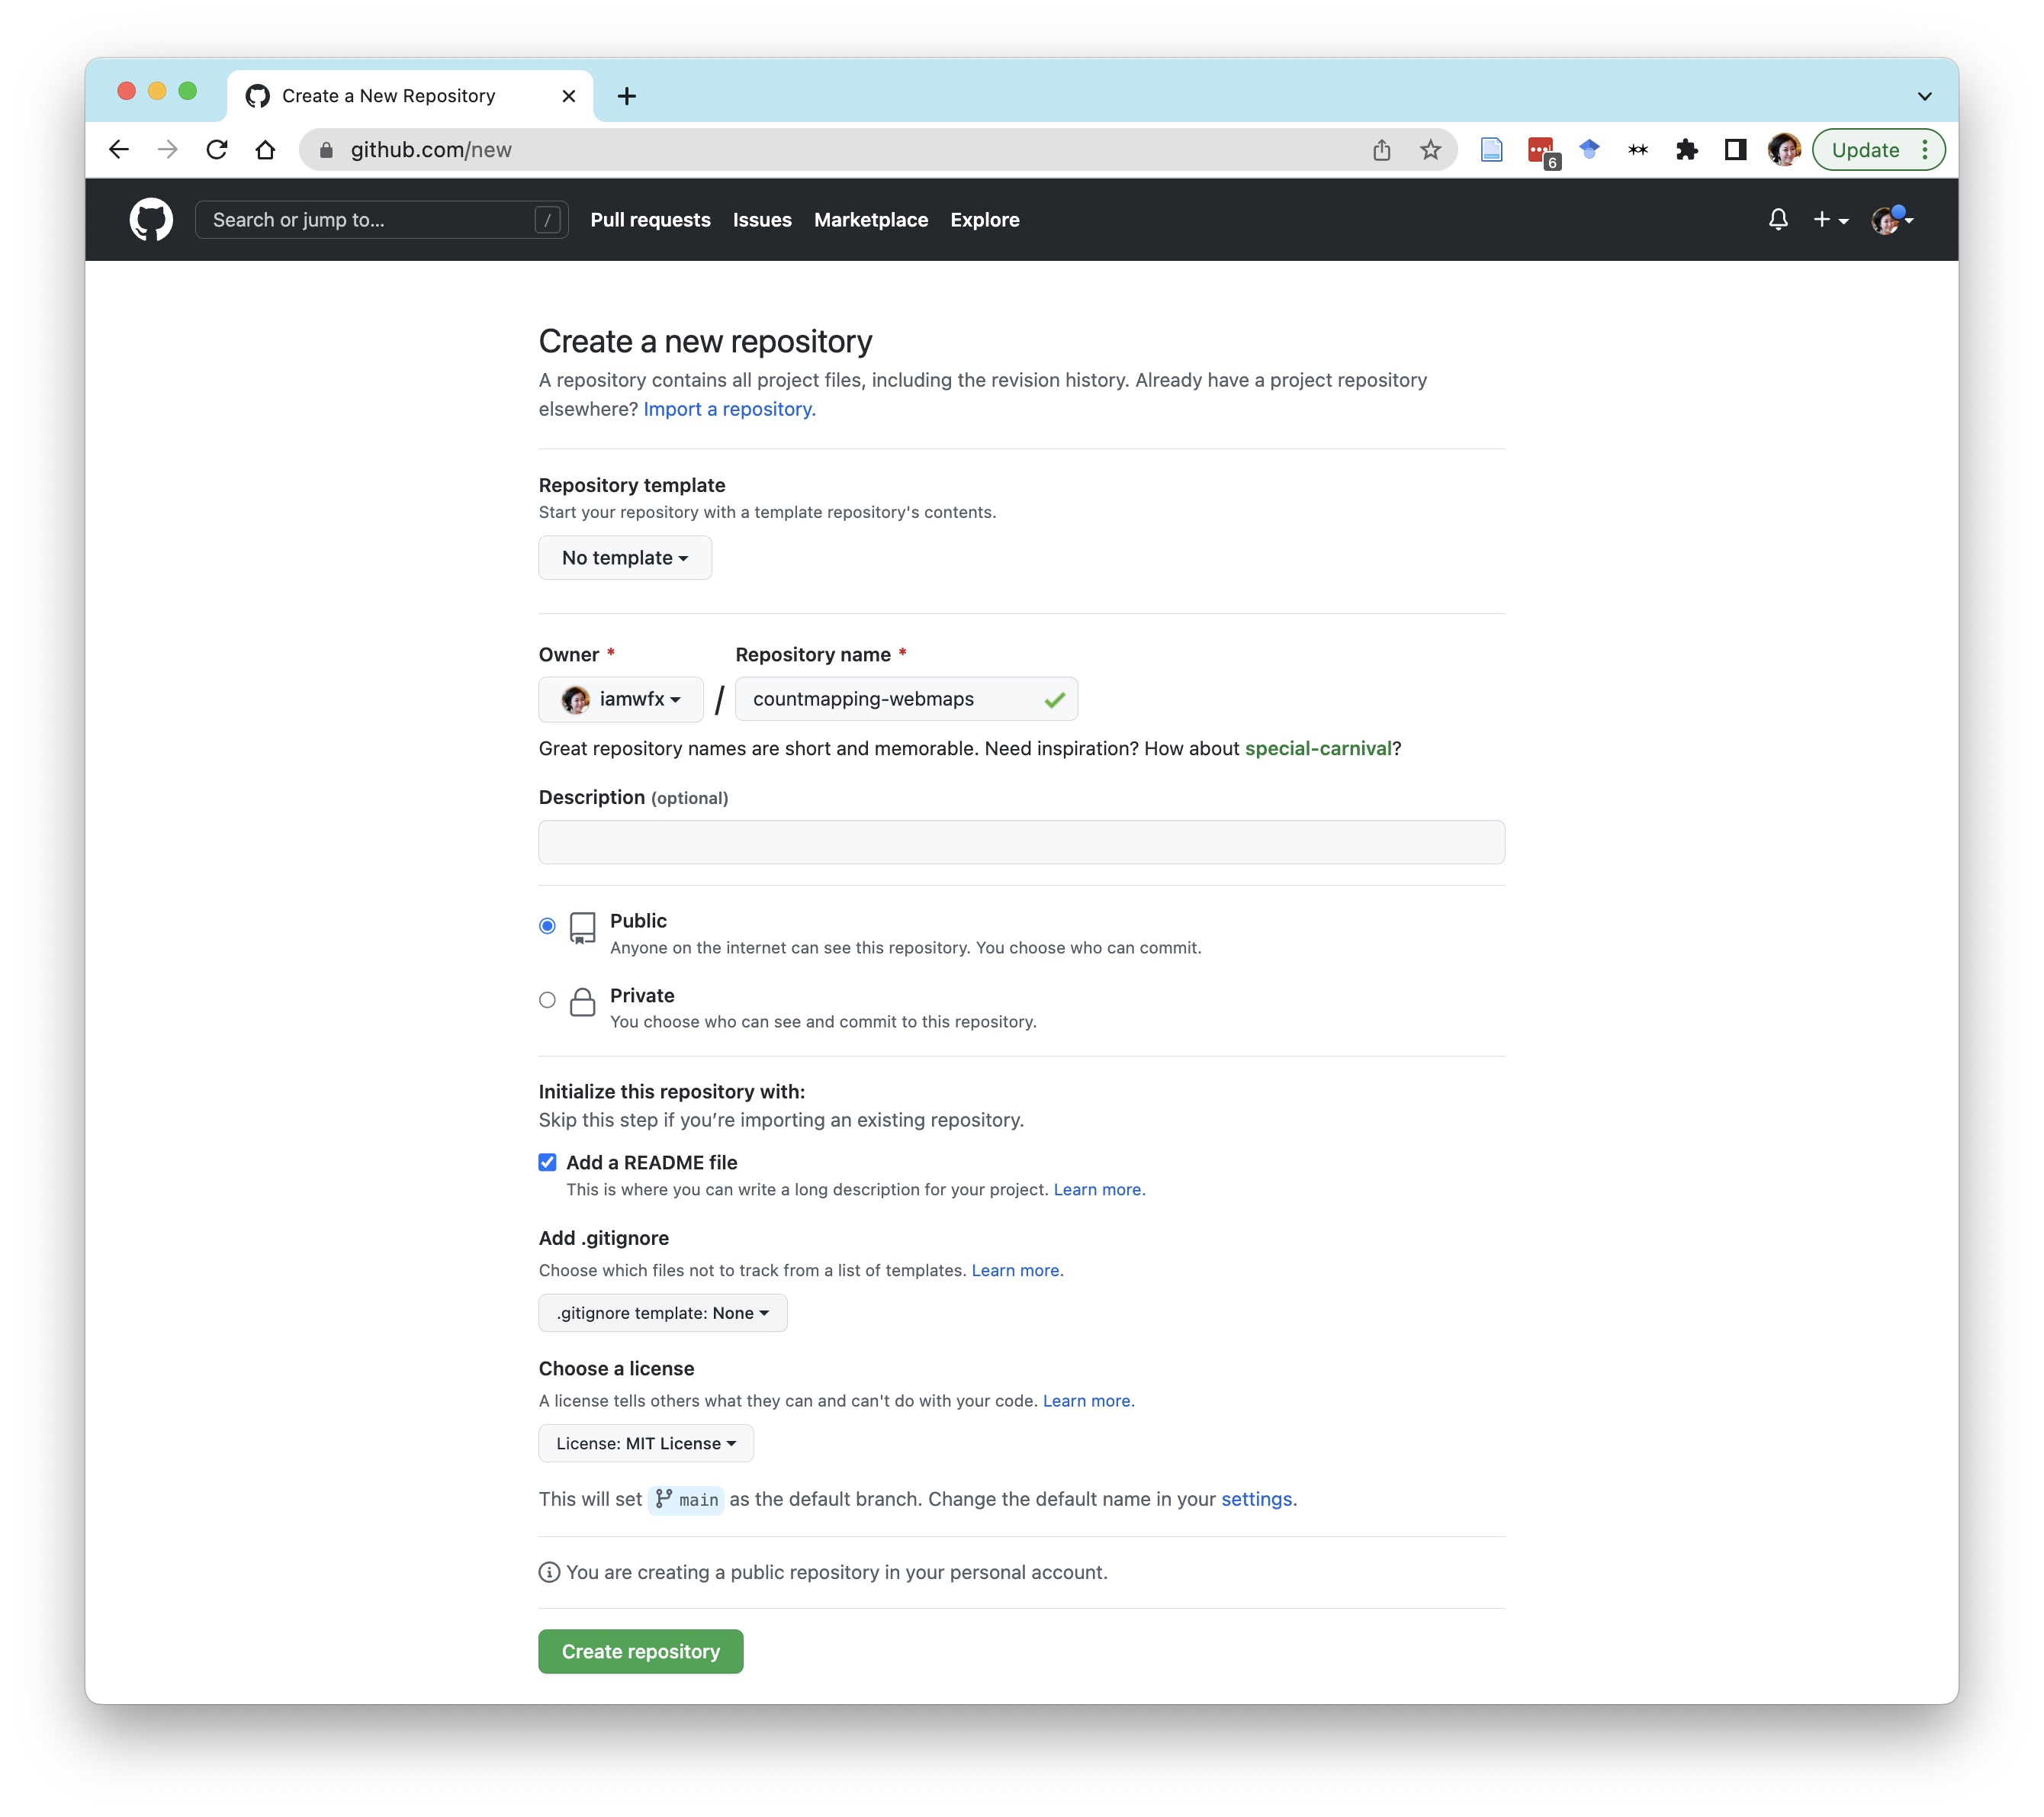 Create a New Repository
github.com/new
6
Update
Search or jump to...
/
Pull requests
Issues
Marketplace
Explore
Create a new repository
A repository contains all project files, including the revision history. Already have a project repository
elsewhere? Import a repository.
Repository template
Start your repository with a template repository's contents.
No template
Owner *
Repository name *
iamwfx
/
countmapping-webmaps
Great repository names are short and memorable. Need inspiration? How about special-carnival?
Description (optional)
Public
Anyone on the internet can see this repository. You choose who can commit.
Private
You choose who can see and commit to this repository.
Initialize this repository with:
Skip this step if you’re importing an existing repository.
Add a README file
This is where you can write a long description for your project. Learn more.
Add .gitignore
Choose which files not to track from a list of templates. Learn more.
.gitignore template: None
Choose a license
A license tells others what they can and can't do with your code. Learn more.
License: MIT License
This will set main as the default branch. Change the default name in your settings.
You are creating a public repository in your personal account.
Create repository